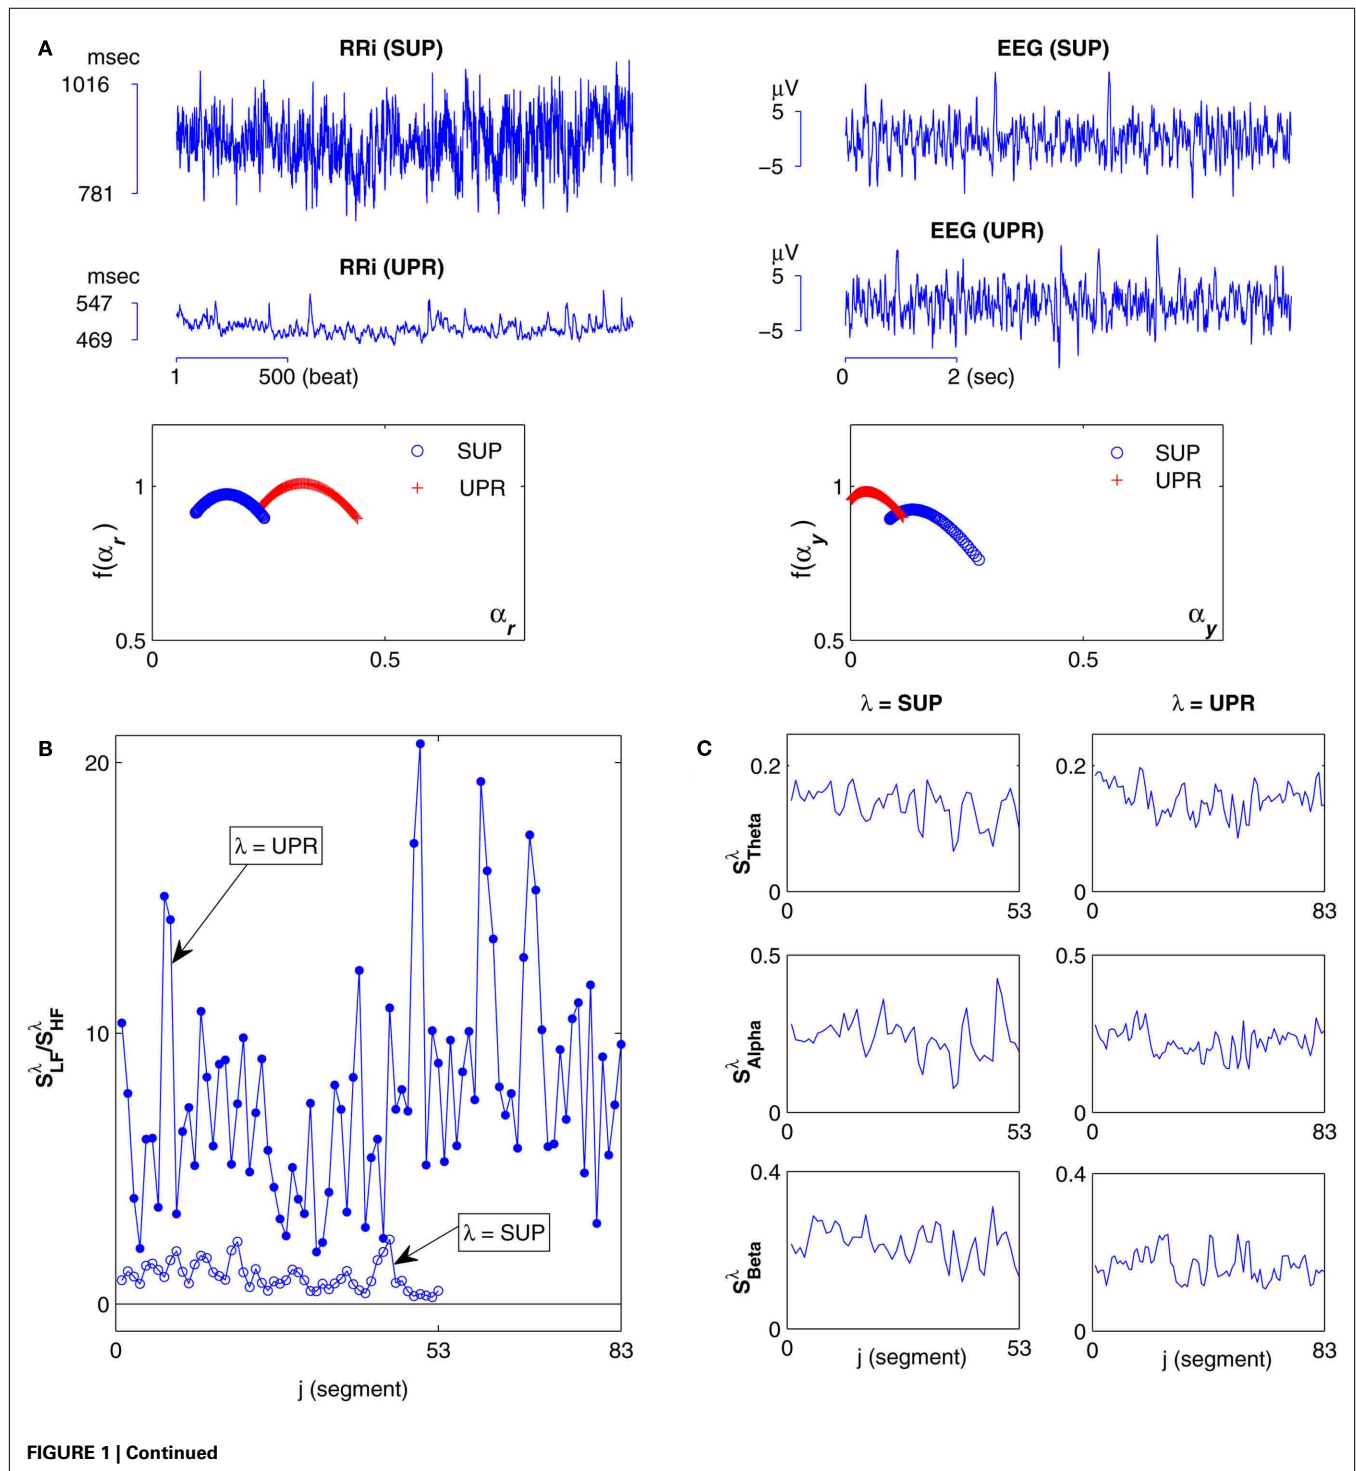 A
RRi (SUP)
msec
1016
781
EEG (SUP)
μV
5
−5
RRi (UPR)
msec
547
469
1 500 (beat)
EEG (UPR)
μV
5
−5
0 2 (sec)
1
0.5
f(αr)
SUP
UPR
αr
0 0.5
1
0.5
f(αy)
SUP
UPR
αy
0 0.5
B
20
10
0
S^λ_LF/S^λ_HF
λ = UPR
λ = SUP
0 53 83
j (segment)
C
λ = SUP λ = UPR
S^λ_Theta
0.2
0
0 53
0.2
0
0 83
S^λ_Alpha
0.5
0
0 53
0.5
0
0 83
S^λ_Beta
0.4
0
0 53
0.4
0
0 83
j (segment) j (segment)
FIGURE 1 | Continued